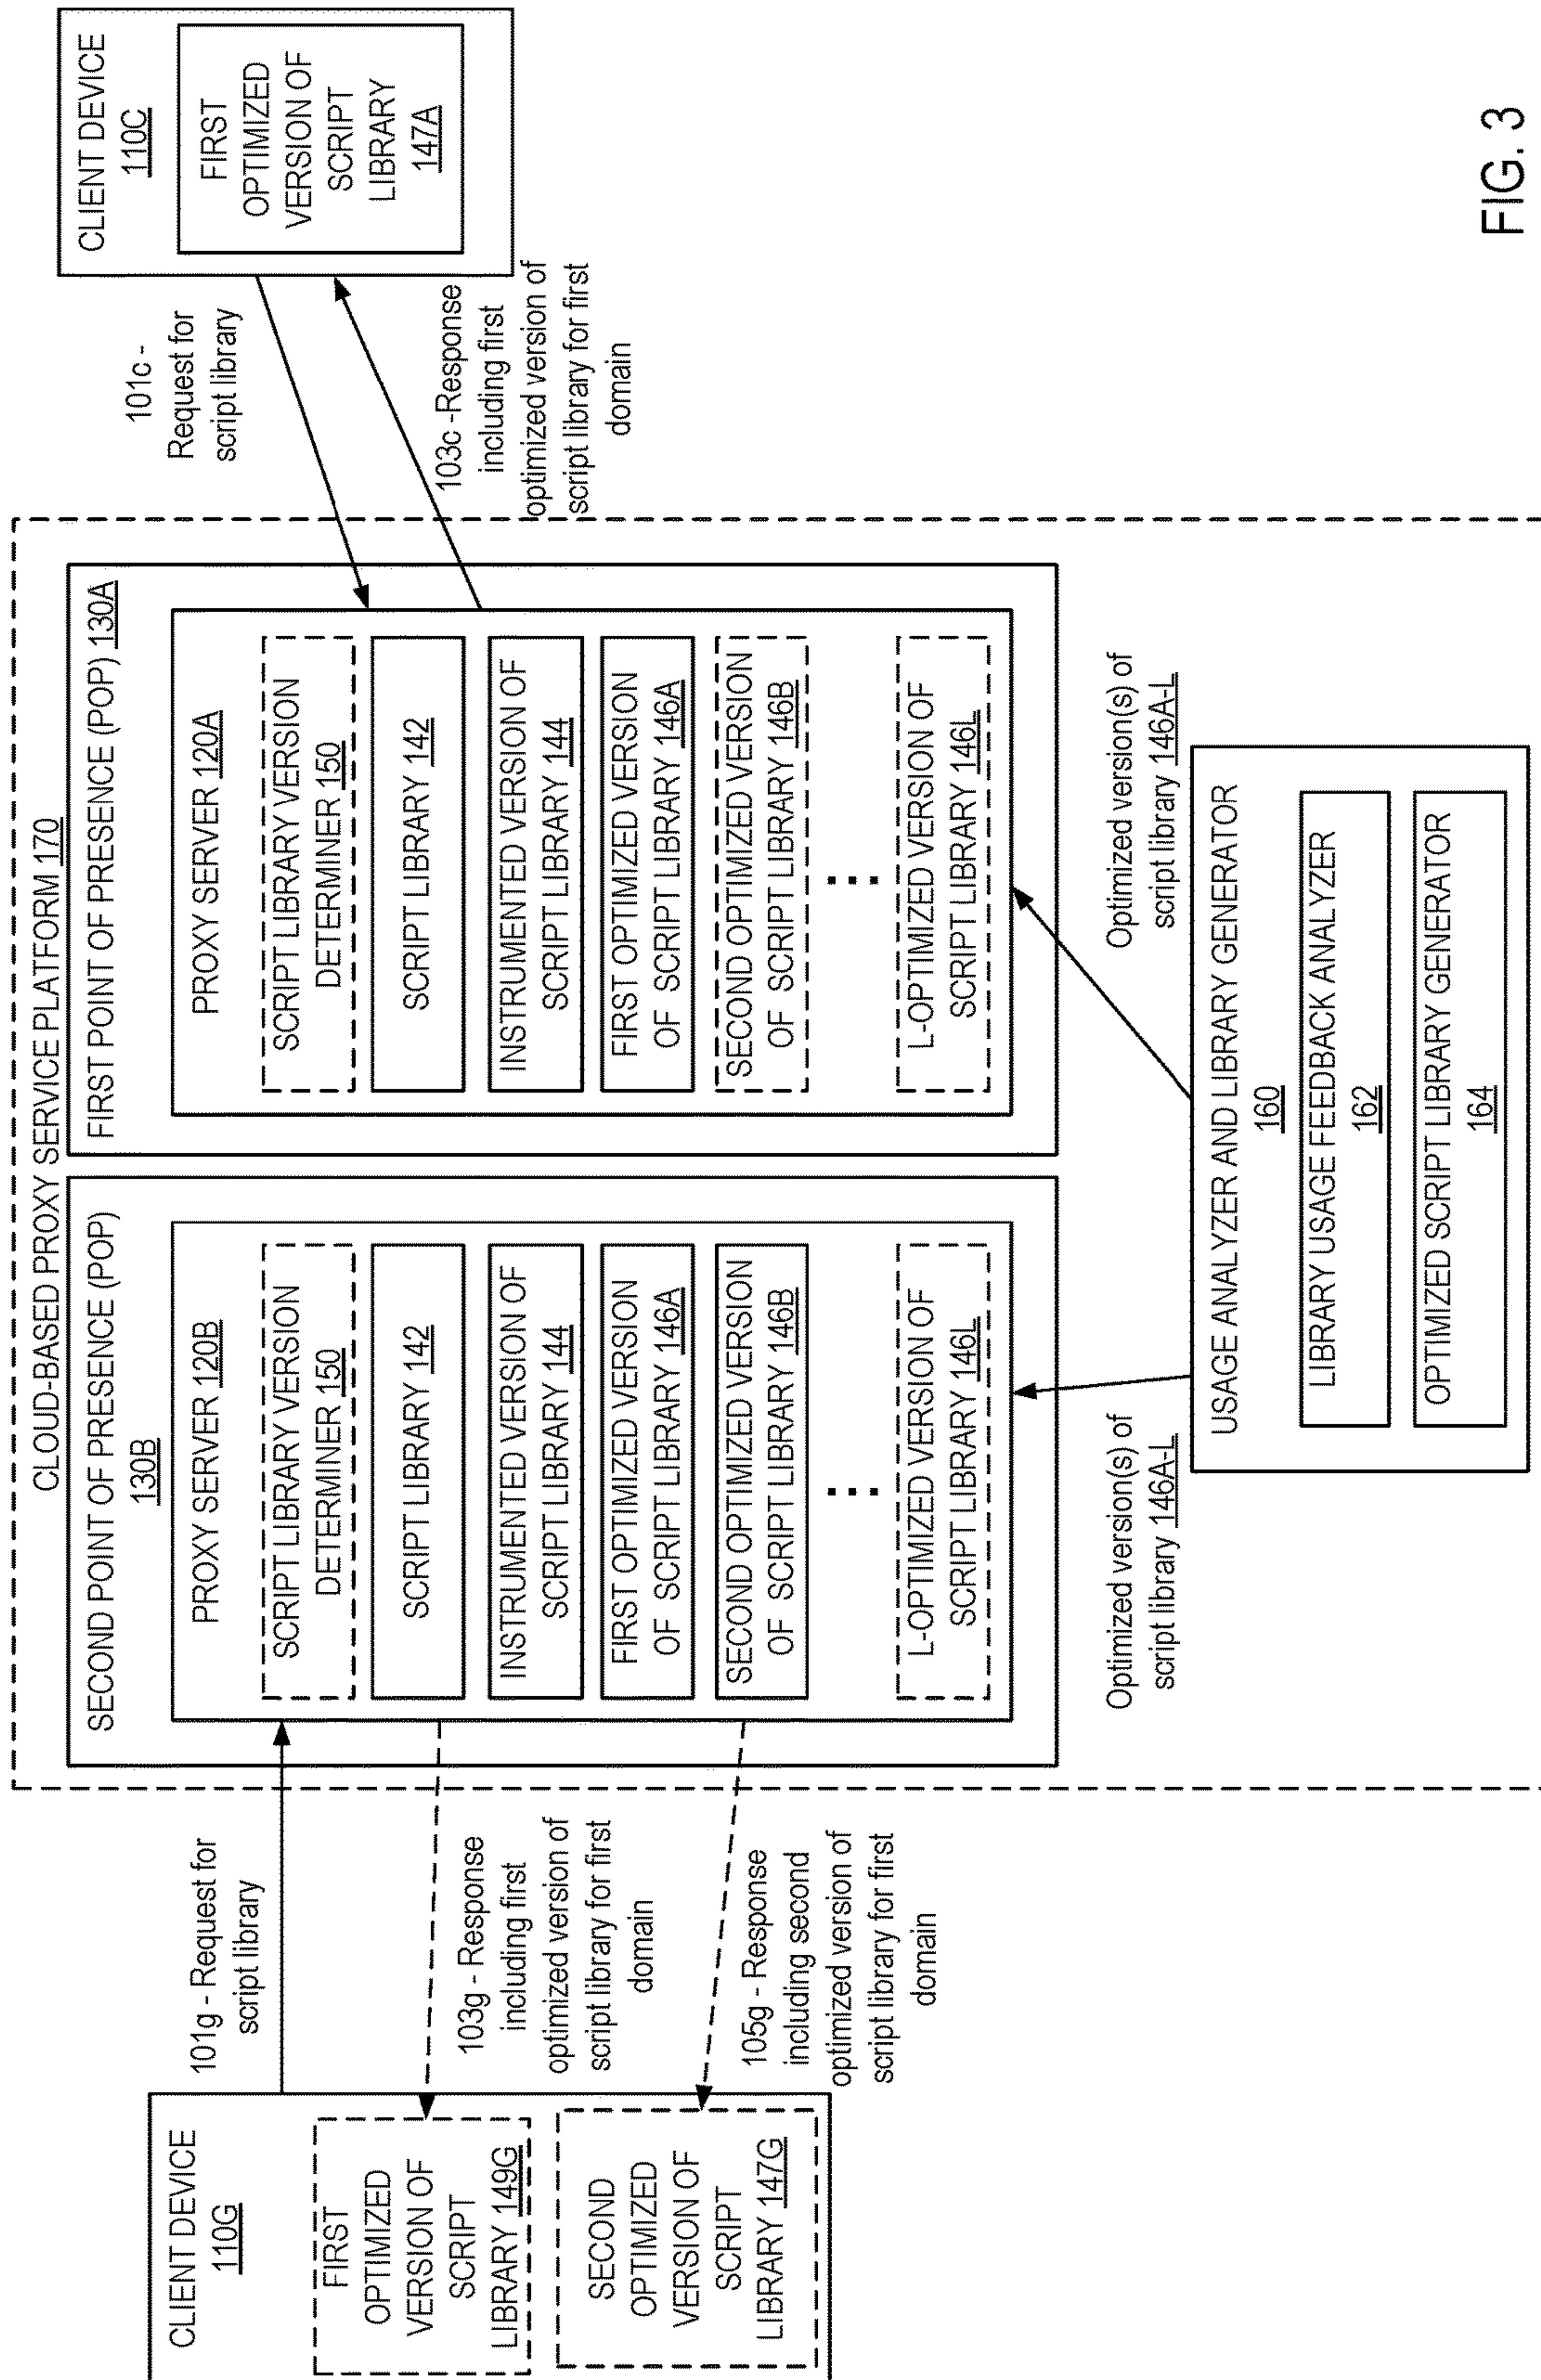 CLIENT DEVICE
110G
FIRST
OPTIMIZED
VERSION OF
SCRIPT
LIBRARY 149G
SECOND
OPTIMIZED
VERSION OF
SCRIPT
LIBRARY 147G
101g - Request for
script library
103g - Response
including first
optimized version of
script library for first
domain
105g - Response
including second
optimized version of
script library for first
domain
CLOUD-BASED PROXY SERVICE PLATFORM 170
SECOND POINT OF PRESENCE (POP)
130B
PROXY SERVER 120B
SCRIPT LIBRARY VERSION
DETERMINER 150
SCRIPT LIBRARY 142
INSTRUMENTED VERSION OF
SCRIPT LIBRARY 144
FIRST OPTIMIZED VERSION
OF SCRIPT LIBRARY 146A
SECOND OPTIMIZED VERSION
OF SCRIPT LIBRARY 146B
...
L-OPTIMIZED VERSION OF
SCRIPT LIBRARY 146L
FIRST POINT OF PRESENCE (POP) 130A
PROXY SERVER 120A
SCRIPT LIBRARY VERSION
DETERMINER 150
SCRIPT LIBRARY 142
INSTRUMENTED VERSION OF
SCRIPT LIBRARY 144
FIRST OPTIMIZED VERSION
OF SCRIPT LIBRARY 146A
SECOND OPTIMIZED VERSION
OF SCRIPT LIBRARY 146B
...
L-OPTIMIZED VERSION OF
SCRIPT LIBRARY 146L
101c -
Request for
script library
103c -Response
including first
optimized version of
script library for first
domain
CLIENT DEVICE
110C
FIRST
OPTIMIZED
VERSION OF
SCRIPT
LIBRARY
147A
Optimized version(s) of
script library 146A-L
Optimized version(s) of
script library 146A-L
USAGE ANALYZER AND LIBRARY GENERATOR
160
LIBRARY USAGE FEEDBACK ANALYZER
162
OPTIMIZED SCRIPT LIBRARY GENERATOR
164
FIG. 3